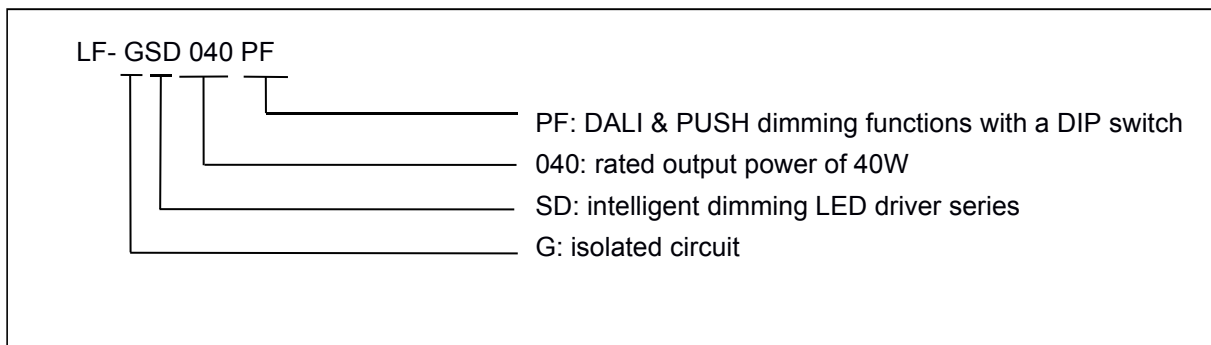 LF- GSD 040 PF
PF: DALI & PUSH dimming functions with a DIP switch
040: rated output power of 40W
SD: intelligent dimming LED driver series
G: isolated circuit